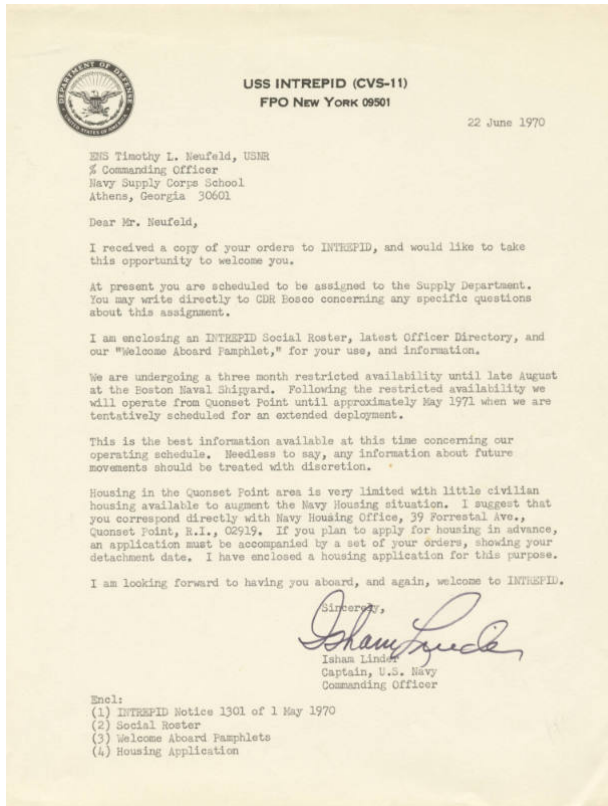 DEPARTMENT OF DEFENSE
UNITED STATES OF AMERICA
USS INTREPID (CVS-11)
FPO NEW YORK 09501
22 June 1970
ENS Timothy L. Neufeld, USNR
% Commanding Officer
Navy Supply Corps School
Athens, Georgia 30601
Dear Mr. Neufeld,
I received a copy of your orders to INTREPID, and would like to take
this opportunity to welcome you.
At present you are scheduled to be assigned to the Supply Department.
You may write directly to CDR Bosco concerning any specific questions
about this assignment.
I am enclosing an INTREPID Social Roster, latest Officer Directory, and
our "Welcome Aboard Pamphlet," for your use, and information.
We are undergoing a three month restricted availability until late August
at the Boston Naval Shipyard. Following the restricted availability we
will operate from Quonset Point until approximately May 1971 when we are
tentatively scheduled for an extended deployment.
This is the best information available at this time concerning our
operating schedule. Needless to say, any information about future
movements should be treated with discretion.
Housing in the Quonset Point area is very limited with little civilian
housing available to augment the Navy Housing situation. I suggest that
you correspond directly with Navy Housing Office, 39 Forrestal Ave.,
Quonset Point, R.I., 02919. If you plan to apply for housing in advance,
an application must be accompanied by a set of your orders, showing your
detachment date. I have enclosed a housing application for this purpose.
I am looking forward to having you aboard, and again, welcome to INTREPID.
Sincerely,
Isham Linder
Isham Linder
Captain, U.S. Navy
Commanding Officer
Encl:
(1) INTREPID Notice 1301 of 1 May 1970
(2) Social Roster
(3) Welcome Aboard Pamphlets
(4) Housing Application